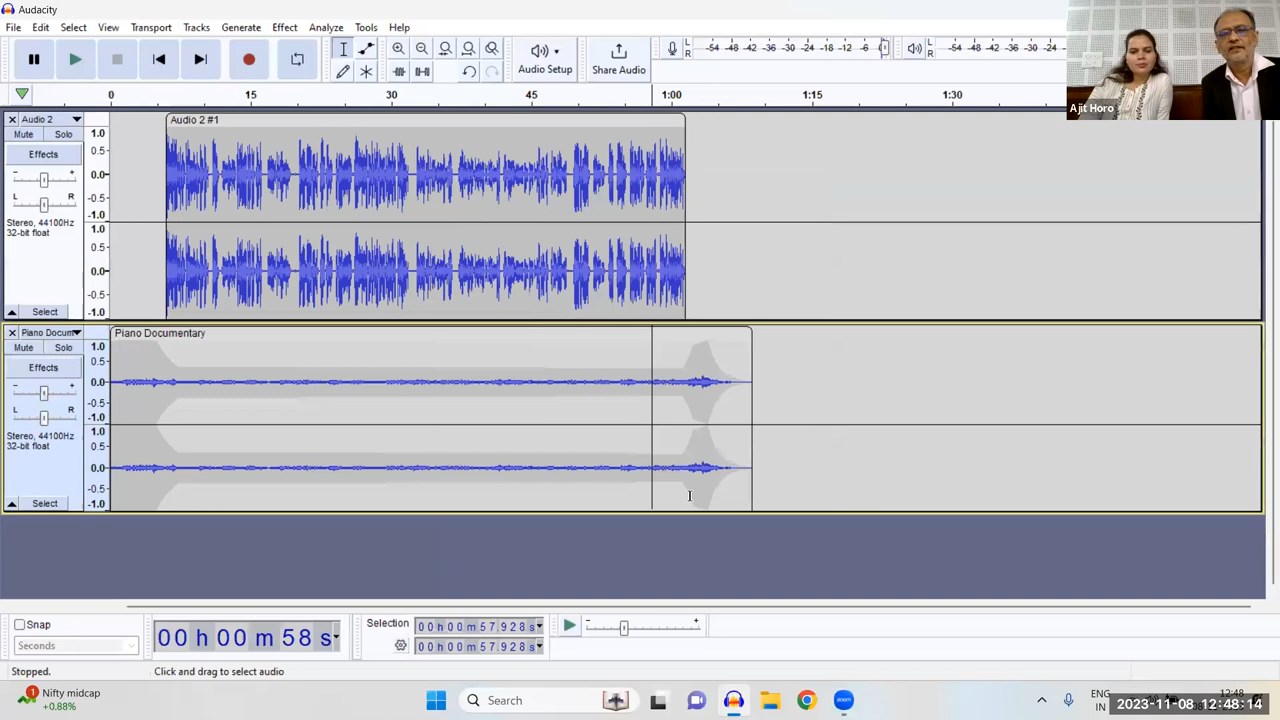 Audacity
File Edit Select View Transport Tracks Generate Effect Analyze Tools Help
L R -54 -48 -42 -36 -30 -24 -18 -12 -6
L R -54 -48 -42 -36 -30 -24
Audio Setup
Share Audio
Ajit Horo
0 15 30 45 1:00 1:15 1:30
Audio 2
Mute Solo
Effects
- +
L R
Stereo, 44100Hz
32-bit float
Select
1.0
0.5
0.0
-0.5
-1.0
1.0
0.5
0.0
-0.5
-1.0
Audio 2 #1
Piano Docum
Mute Solo
Effects
- +
L R
Stereo, 44100Hz
32-bit float
Select
1.0
0.5
0.0
-0.5
-1.0
1.0
0.5
0.0
-0.5
-1.0
Piano Documentary
Snap
Seconds
00 h 00 m 58 s
Selection
00 h 00 m 57.928 s
00 h 00 m 57.928 s
- +
Stopped.
Click and drag to select audio
1
Nifty midcap
+0.88%
Search
zoom
ENG
IN
12:48
2023-11-08 12:48:14